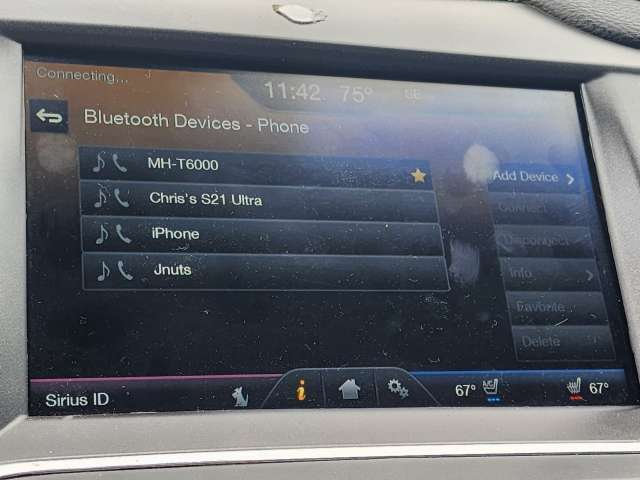 Connecting...
11:42 75°
Bluetooth Devices - Phone
MH-T6000
Chris's S21 Ultra
iPhone
Jnuts
Add Device >
Connect
Disconnect
Info >
Favorite
Delete
Sirius ID
i
67°
67°